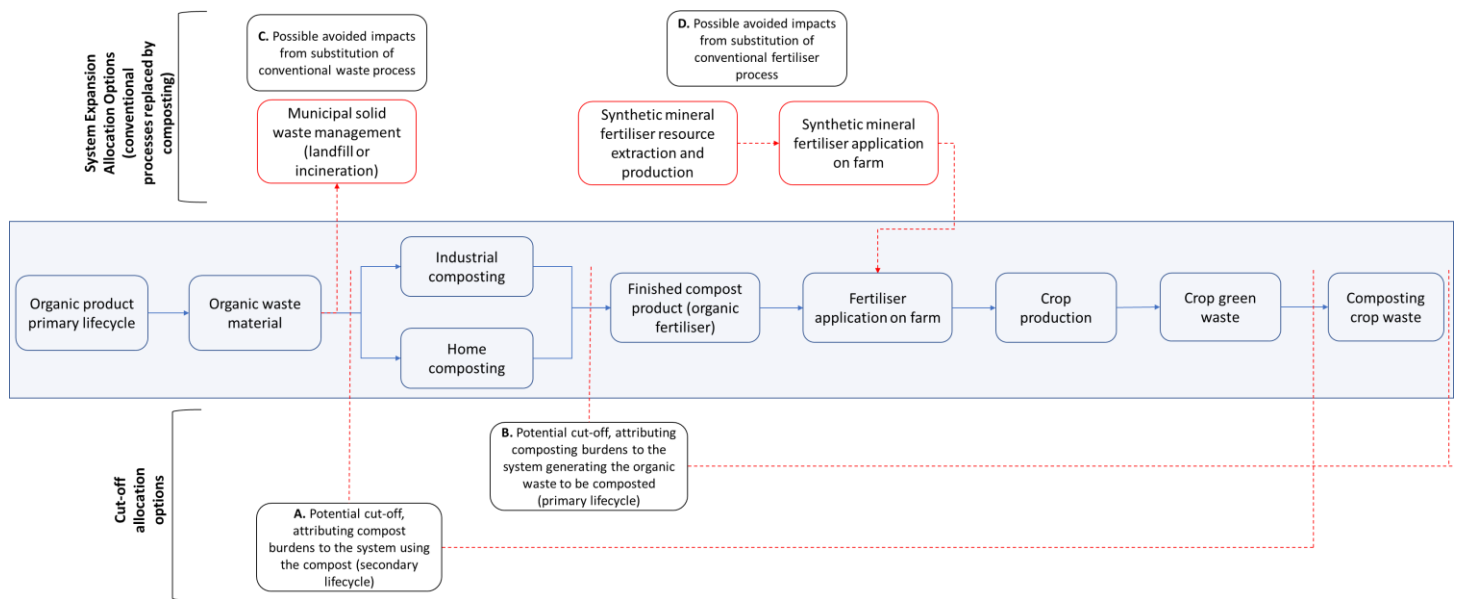 System Expansion
Allocation Options
(conventional
processes replaced by
composting)
C. Possible avoided impacts
from substitution of
conventional waste process
D. Possible avoided impacts
from substitution of
conventional fertiliser
process
Municipal solid
waste management
(landfill or
incineration)
Synthetic mineral
fertiliser resource
extraction and
production
Synthetic mineral
fertiliser application
on farm
Organic product
primary lifecycle
Organic waste
material
Industrial
composting
Home
composting
Finished compost
product (organic
fertiliser)
Fertiliser
application on farm
Crop
production
Crop green
waste
Composting
crop waste
Cut-off
allocation
options
B. Potential cut-off, attributing
composting burdens to the
system generating the organic
waste to be composted
(primary lifecycle)
A. Potential cut-off,
attributing compost
burdens to the system using
the compost (secondary
lifecycle)